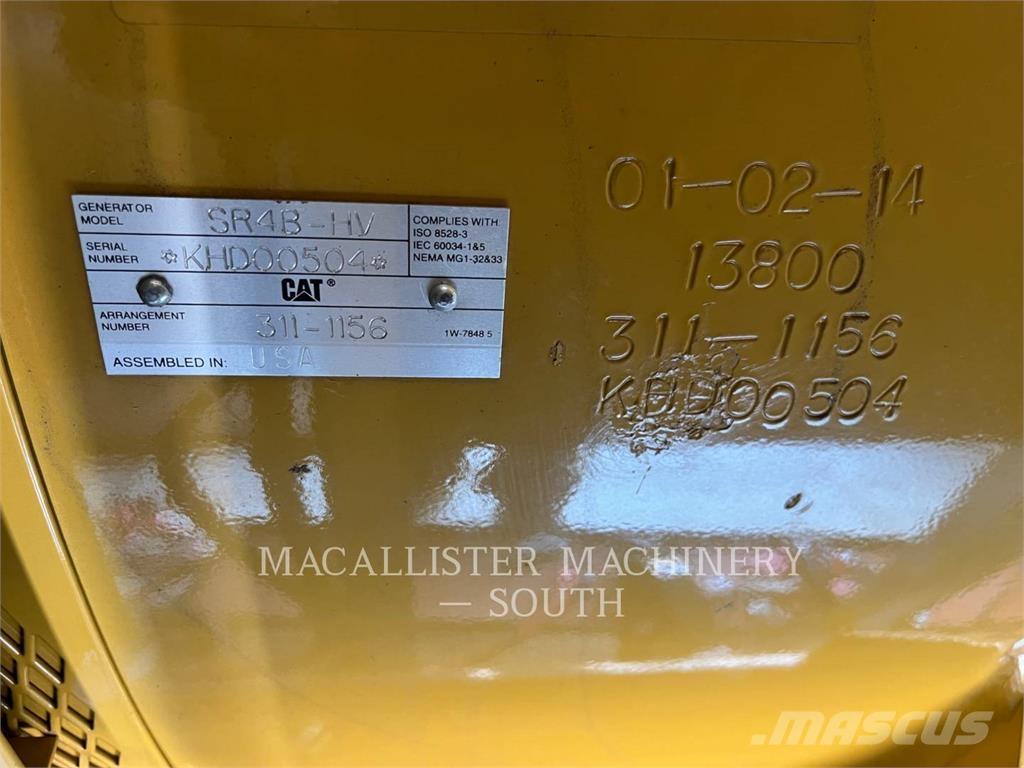 GENERATOR MODEL SR4B-HV
SERIAL NUMBER *KHD00504*
COMPLIES WITH
ISO 8528-3
IEC 60034-1&5
NEMA MG1-32&33
CAT®
ARRANGEMENT NUMBER 311-1156
1W-7848 5
ASSEMBLED IN: USA
01-02-14
13800
311-1156
MACALLISTER MACHINERY
— SOUTH
MASCUS